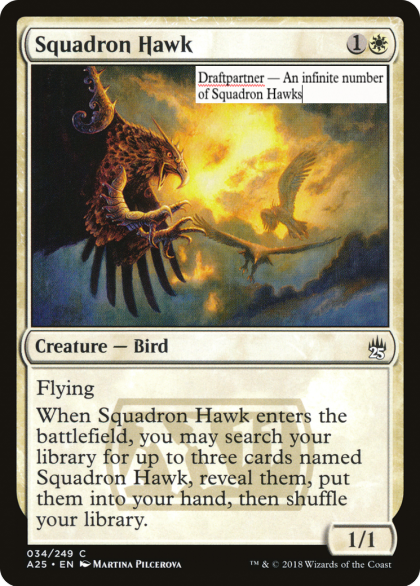 Squadron Hawk 1
Draftpartner — An infinite number
of Squadron Hawks
Creature — Bird
25
Flying
When Squadron Hawk enters the
battlefield, you may search your
library for up to three cards named
Squadron Hawk, reveal them, put
them into your hand, then shuffle
your library.
1/1
034/249 C
A25 • EN Martina Pilcerova
™ & © 2018 Wizards of the Coast